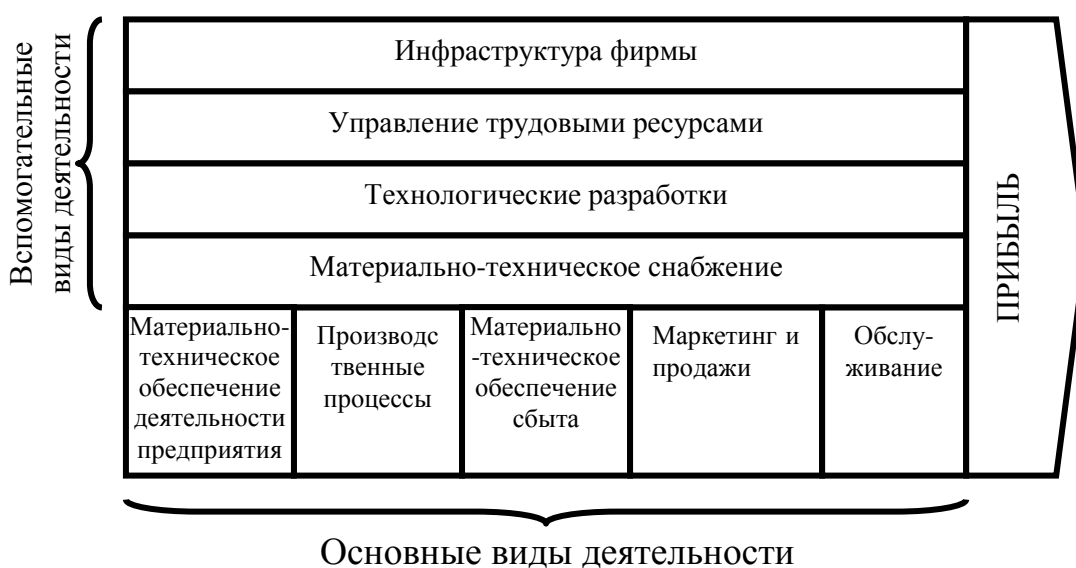 Вспомогательные
виды деятельности
Инфраструктура фирмы
Управление трудовыми ресурсами
Технологические разработки
Материально-техническое снабжение
Материально-
техническое
обеспечение
деятельности
предприятия
Производс
твенные
процессы
Материально
-техническое
обеспечение
сбыта
Маркетинг и
продажи
Обслу-
живание
ПРИБЫЛЬ
Основные виды деятельности